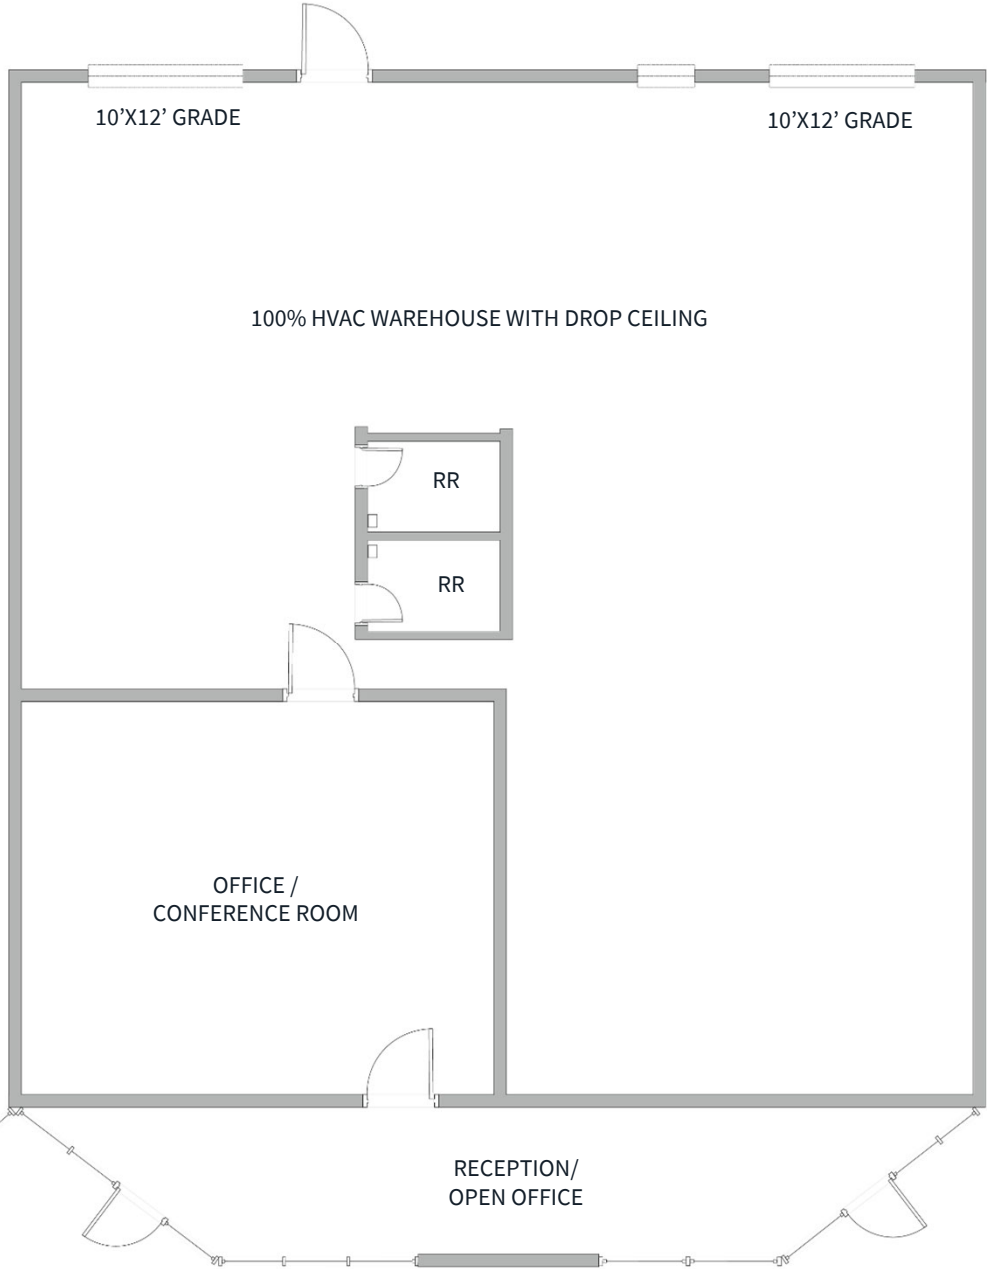 10’X12’ GRADE
10’X12’ GRADE
100% HVAC WAREHOUSE WITH DROP CEILING
RR
RR
OFFICE /
CONFERENCE ROOM
RECEPTION/
OPEN OFFICE